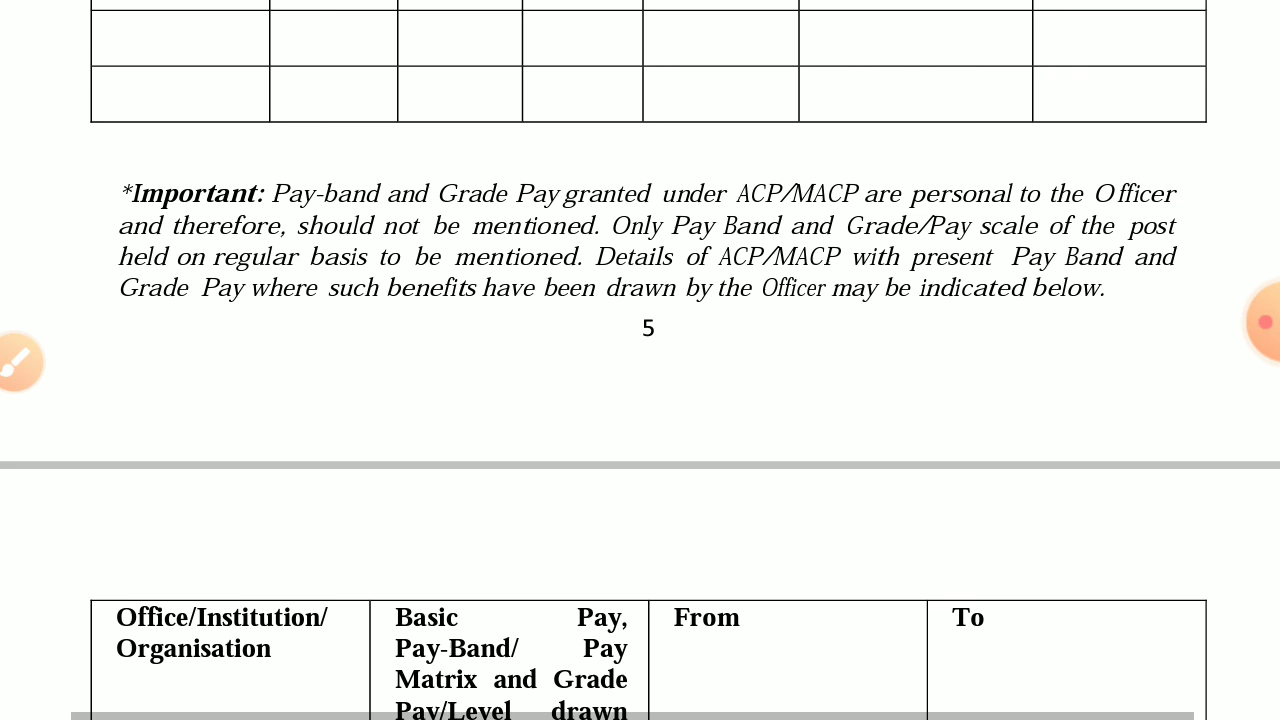 *Important: Pay-band and Grade Pay granted under ACP/MACP are personal to the Officer
and therefore, should not be mentioned. Only Pay Band and Grade/Pay scale of the post
held on regular basis to be mentioned. Details of ACP/MACP with present Pay Band and
Grade Pay where such benefits have been drawn by the Officer may be indicated below.
5
Office/Institution/ Basic Pay, From To
Organisation Pay-Band/ Pay
Matrix and Grade
Pay/Level drawn